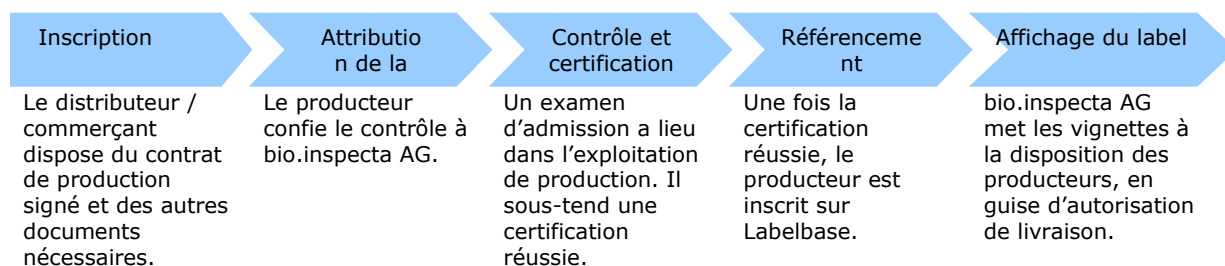 Inscription
Le distributeur /
commerçant
dispose du contrat
de production
signé et des autres
documents
nécessaires.
Attributio
n de la
Le producteur
confie le contrôle à
bio.inspecta AG.
Contrôle et
certification
Un examen
d’admission a lieu
dans l’exploitation
de production. Il
sous-tend une
certification
réussie.
Référenceme
nt
Une fois la
certification
réussie, le
producteur est
inscrit sur
Labelbase.
Affichage du label
bio.inspecta AG
met les vignettes à
la disposition des
producteurs, en
guise d’autorisation
de livraison.